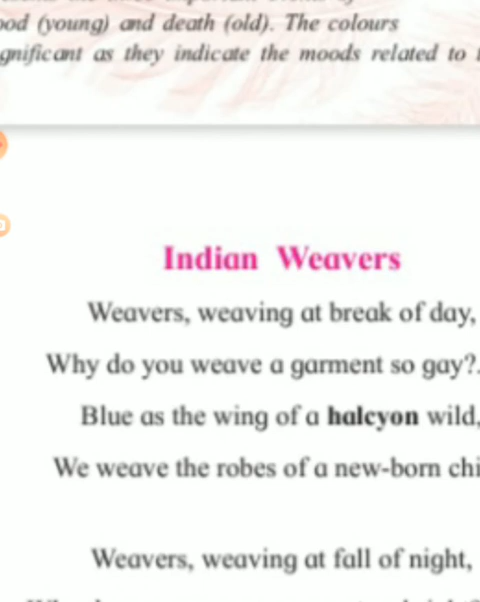 (young) and death (old). The colours
as they indicate the moods related to
Indian Weavers
Weavers, weaving at break of day,
Why do you weave a garment so gay?.
Blue as the wing of a halcyon wild,
We weave the robes of a new-born chi
Weavers, weaving at fall of night,